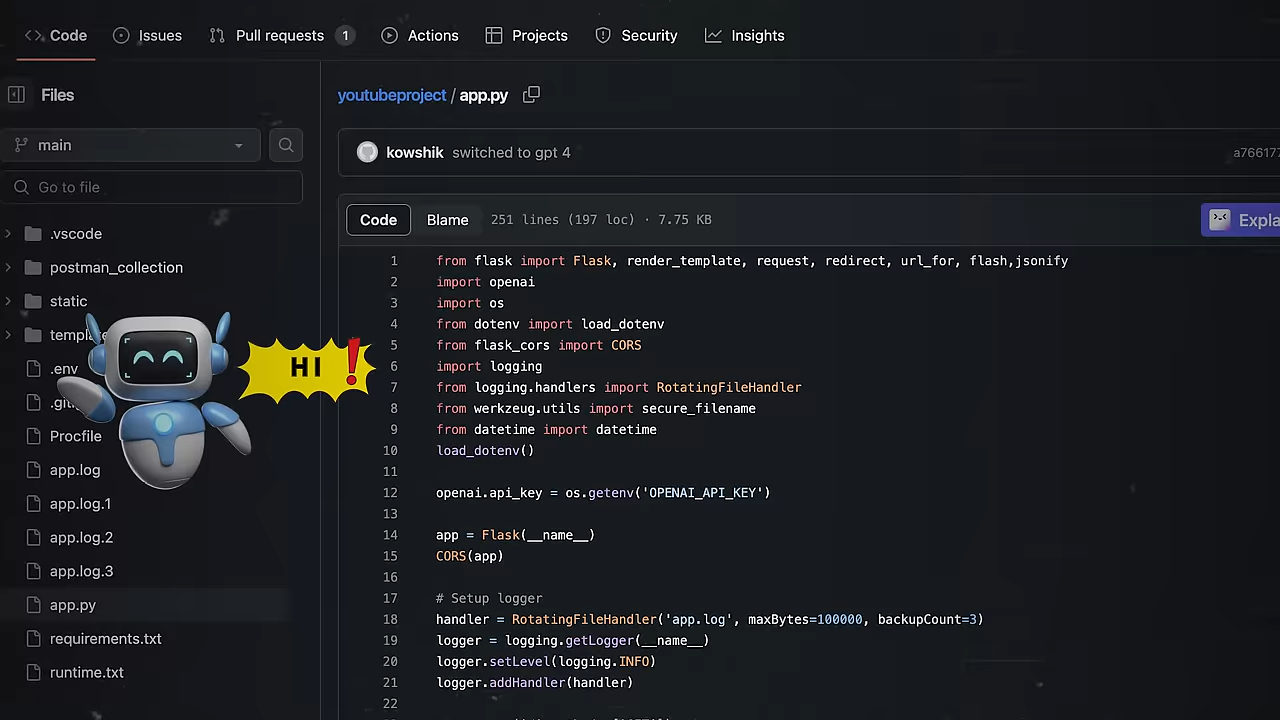 Code Issues Pull requests 1 Actions Projects Security Insights
Files
main
Go to file
.vscode
postman_collection
static
.env
Procfile
app.log
app.log.1
app.log.2
app.log.3
app.py
requirements.txt
runtime.txt
HI !
youtubeproject / app.py
kowshik switched to gpt 4
a766177
Code Blame 251 lines (197 loc) · 7.75 KB
1 from flask import Flask, render_template, request, redirect, url_for, flash,jsonify
2 import openai
3 import os
4 from dotenv import load_dotenv
5 from flask_cors import CORS
6 import logging
7 from logging.handlers import RotatingFileHandler
8 from werkzeug.utils import secure_filename
9 from datetime import datetime
10 load_dotenv()
11
12 openai.api_key = os.getenv('OPENAI_API_KEY')
13
14 app = Flask(__name__)
15 CORS(app)
16
17 # Setup logger
18 handler = RotatingFileHandler('app.log', maxBytes=100000, backupCount=3)
19 logger = logging.getLogger(__name__)
20 logger.setLevel(logging.INFO)
21 logger.addHandler(handler)
22